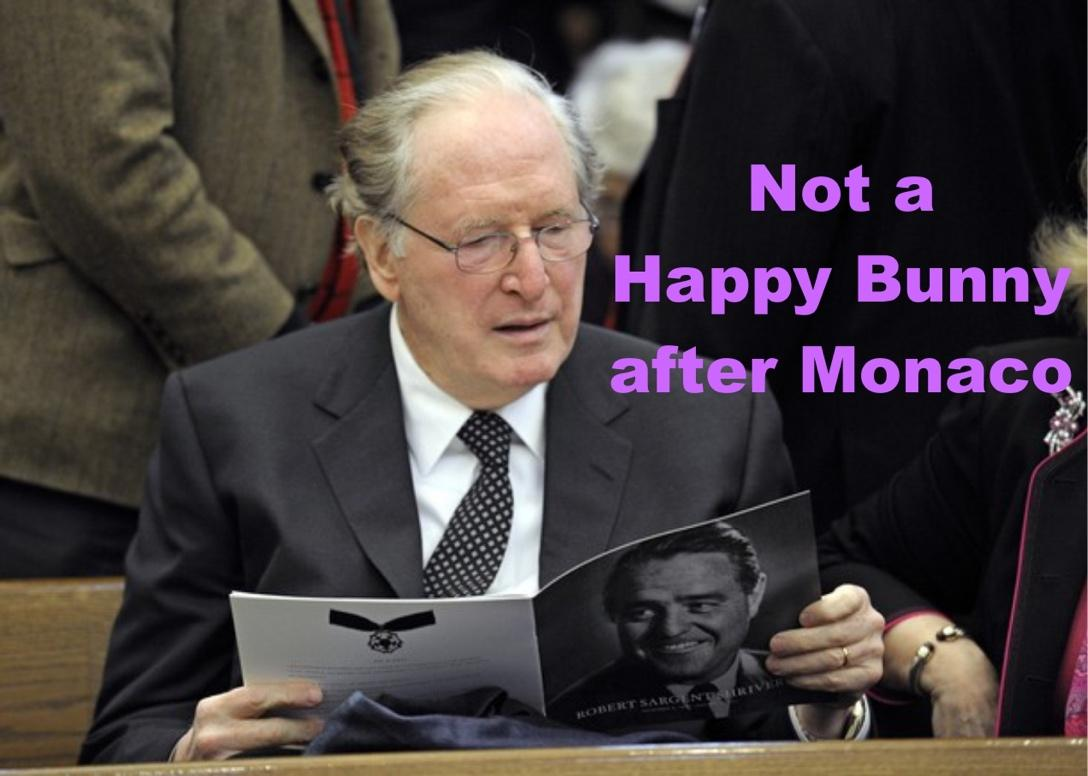 Not a
Happy Bunny
after Monaco
ROBERT SARGENT SHRIVER